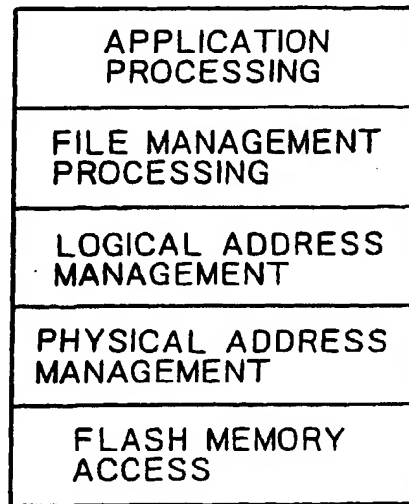 APPLICATION
PROCESSING
FILE MANAGEMENT
PROCESSING
LOGICAL ADDRESS
MANAGEMENT
PHYSICAL ADDRESS
MANAGEMENT
FLASH MEMORY
ACCESS